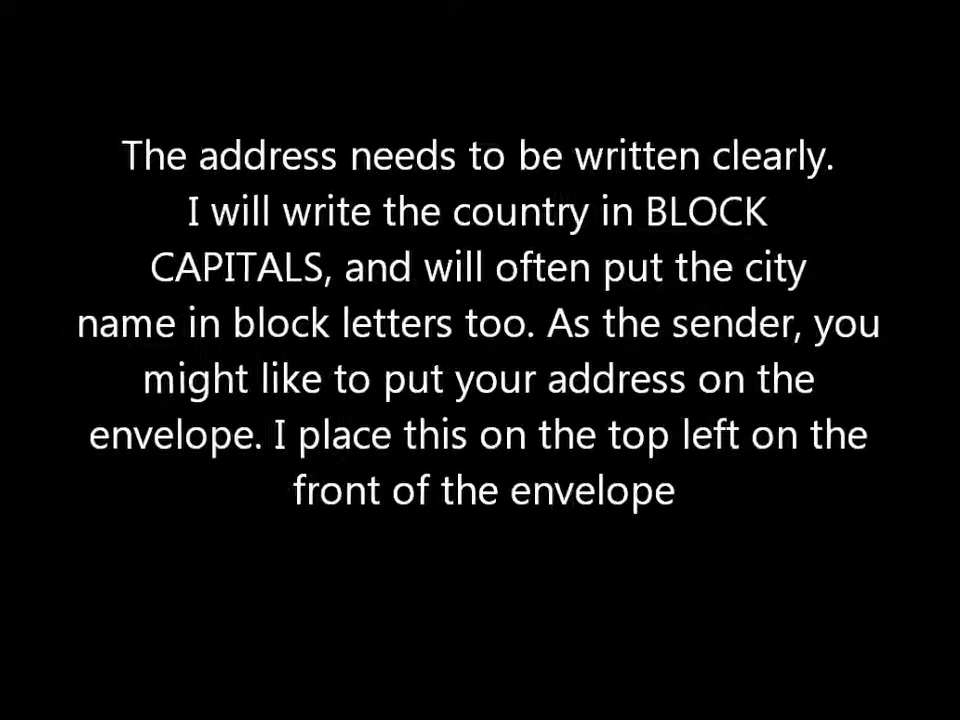 The address needs to be written clearly.
I will write the country in BLOCK
CAPITALS, and will often put the city
name in block letters too. As the sender, you
might like to put your address on the
envelope. I place this on the top left on the
front of the envelope